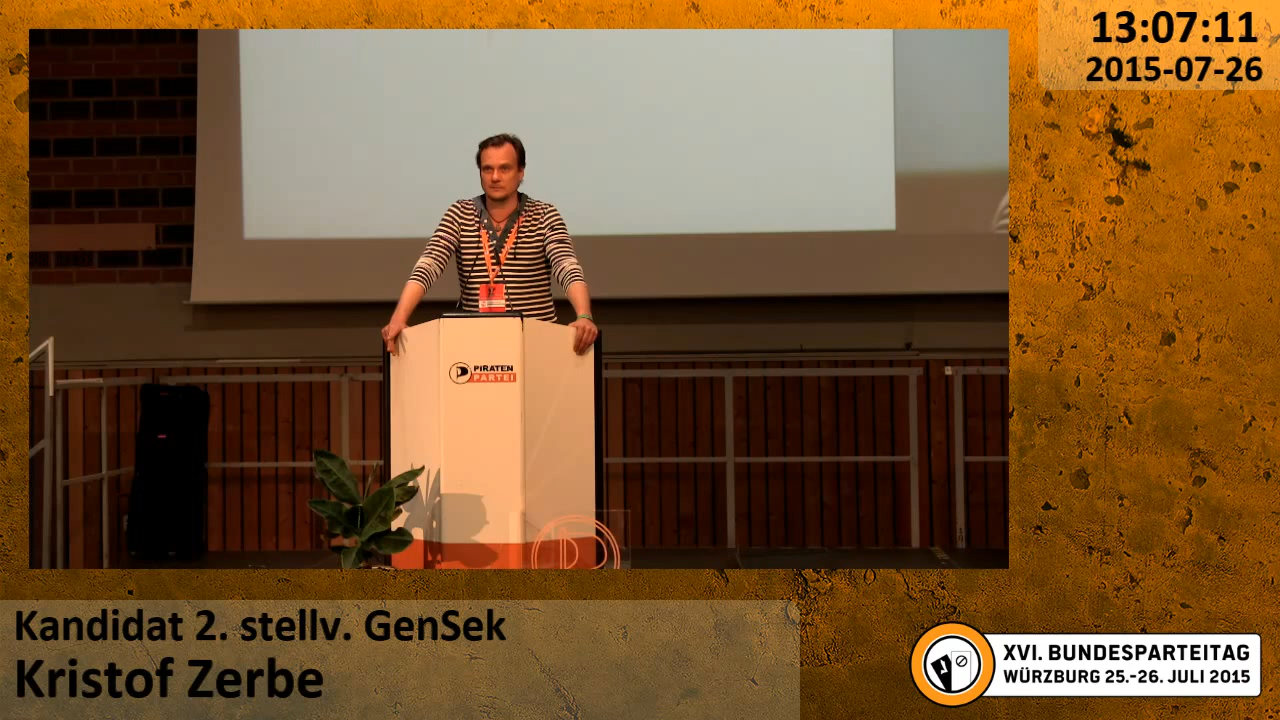 13:07:11
2015-07-26
PIRATEN
PARTEI
Kandidat 2. stellv. GenSek
Kristof Zerbe
XVI. BUNDESPARTEITAG
WÜRZBURG 25.-26. JULI 2015